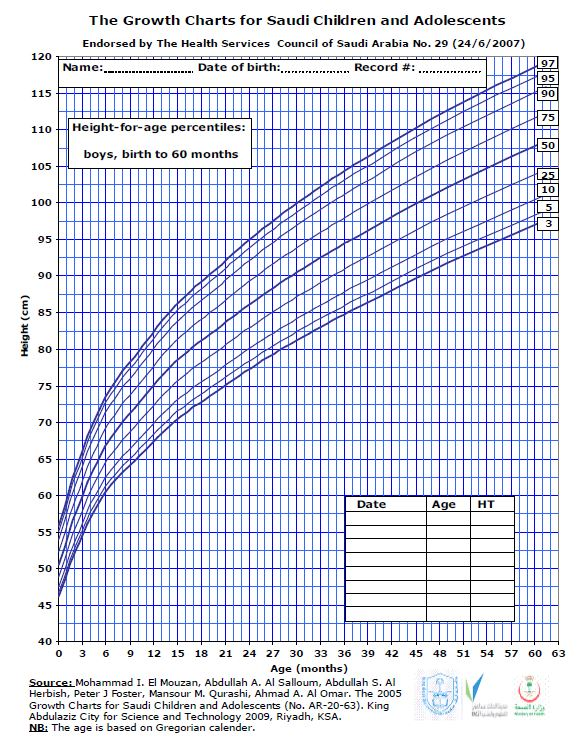 The Growth Charts for Saudi Children and Adolescents
Endorsed by The Health Services Council of Saudi Arabia No. 29 (24/6/2007)
Name: Date of birth: Record #:
Height-for-age percentiles:
boys, birth to 60 months
120
115
110
105
100
95
90
85
80
75
70
65
60
55
50
45
40
Height (cm)
97
95
90
75
50
25
10
5
3
Date Age HT
0 3 6 9 12 15 18 21 24 27 30 33 36 39 42 45 48 51 54 57 60 63
Age (months)
Source: Mohammad I. El Mouzan, Abdullah A. Al Salloum, Abdullah S. Al
Herbish, Peter J Foster, Mansour M. Qurashi, Ahmad A. Al Omar. The 2005
Growth Charts for Saudi Children and Adolescents (No. AR-20-63). King
Abdulaziz City for Science and Technology 2009, Riyadh, KSA.
NB: The age is based on Gregorian calender.
وزارة الصحة